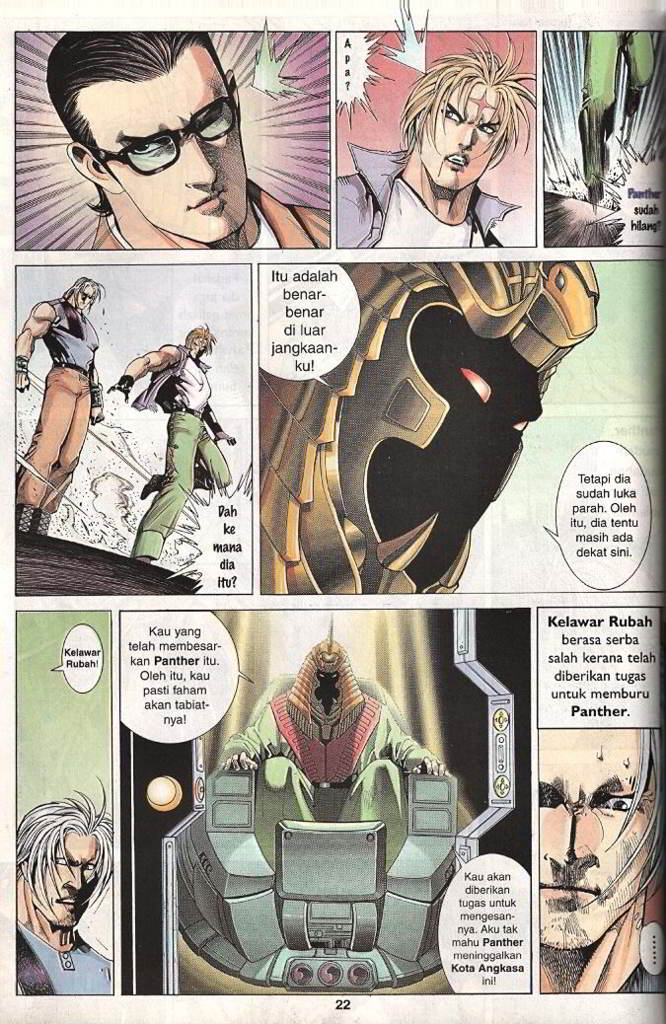 Apa?
Panther
sudah
hilang?
Itu adalah
benar-
benar
di luar
jangkaan-
ku!
Tetapi dia
sudah luka
parah. Oleh
itu, dia tentu
masih ada
dekat sini.
Dah
ke
mana
dia
itu?
Kelawar
Rubah!
Kau yang
telah membesar-
kan Panther itu.
Oleh itu, kau
pasti faham
akan tabiat-
nya!
Kau akan
diberikan
tugas untuk
mengesan-
nya. Aku tak
mahu Panther
meninggalkan
Kota Angkasa
ini!
Kelawar Rubah
berasa serba
salah kerana telah
diberikan tugas
untuk memburu
Panther.
......
22